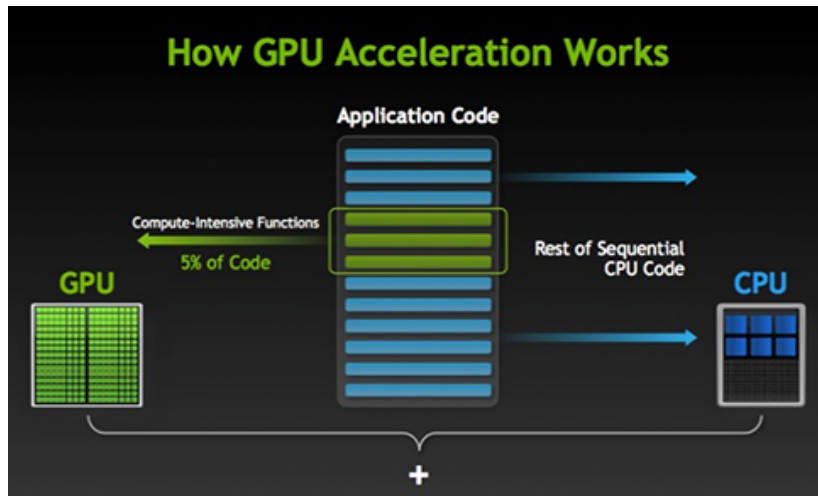 How GPU Acceleration Works
Application Code
Compute-Intensive Functions
5% of Code
Rest of Sequential
CPU Code
GPU
CPU
+